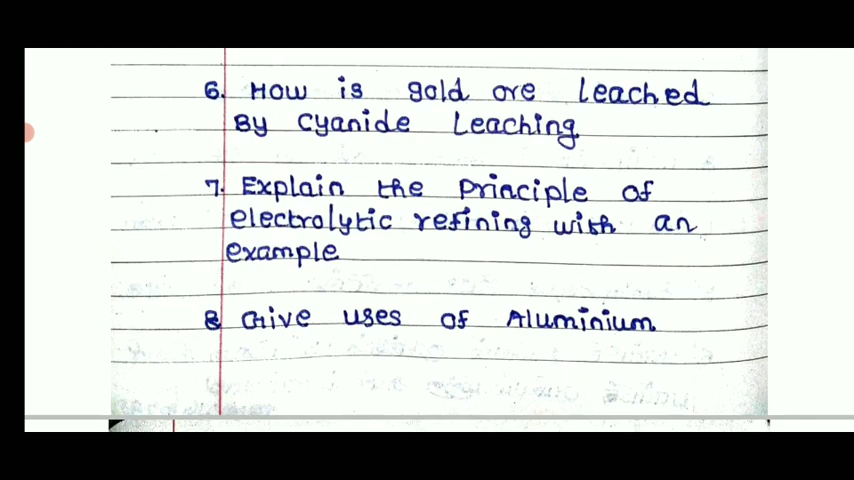 6. How is gold ore leached
By Cyanide Leaching
7. Explain the principle of
electrolytic refining with an
example
8 Give uses of Aluminium